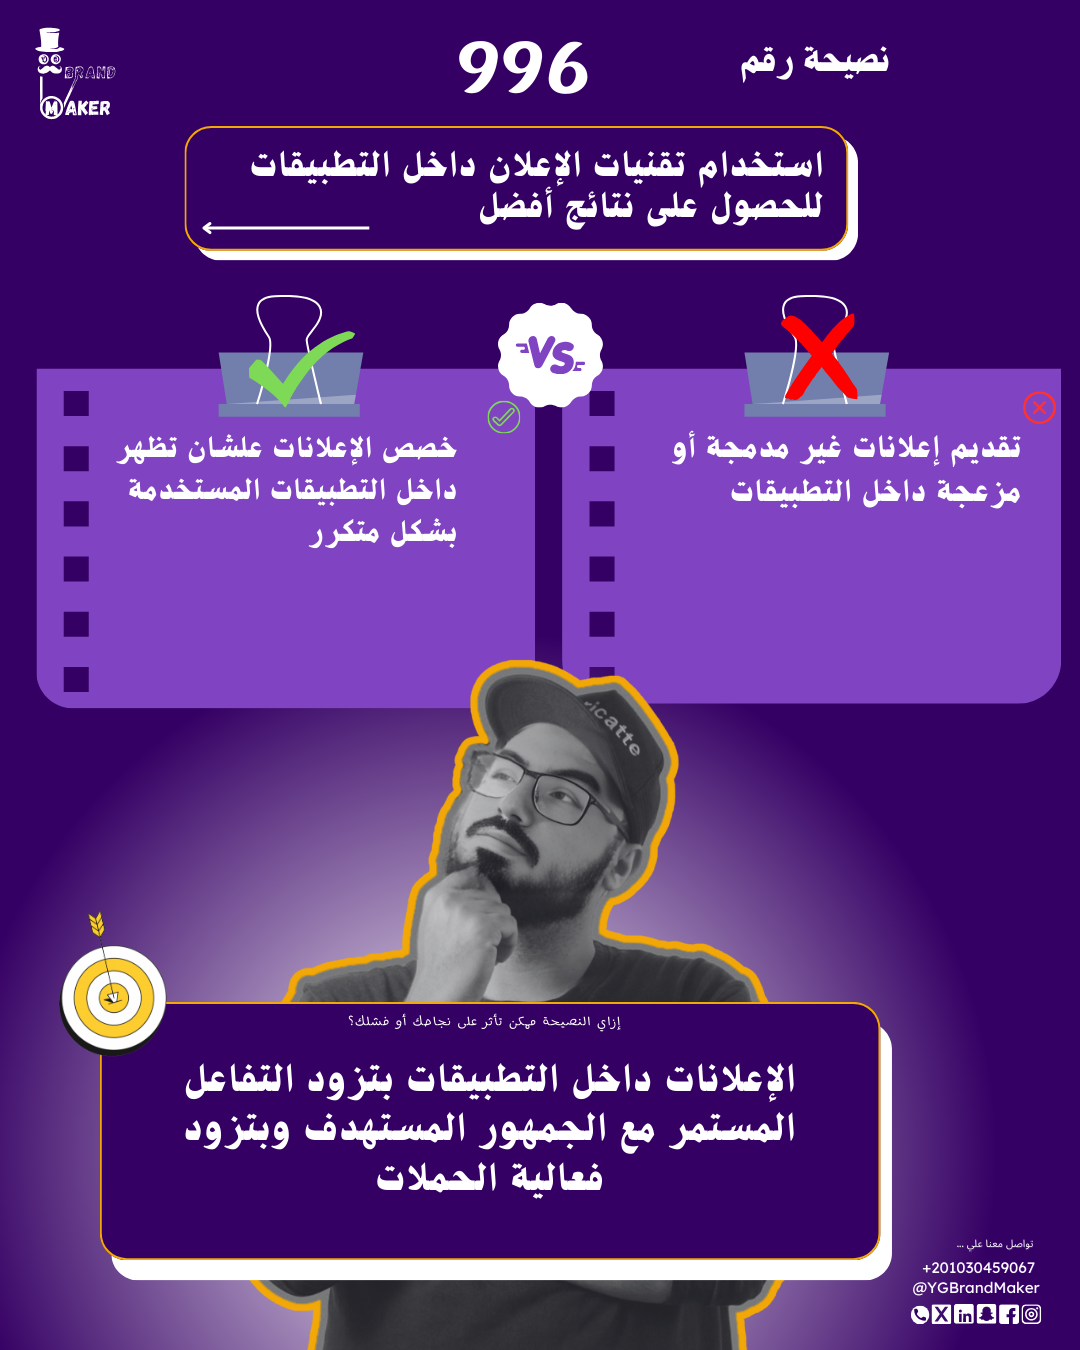 BRAND
MAKER
نصيحة رقم 996
استخدام تقنيات الإعلان داخل التطبيقات
للحصول على نتائج أفضل
VS
تقديم إعلانات غير مدمجة أو
مزعجة داخل التطبيقات
خصص الإعلانات علشان تظهر
داخل التطبيقات المستخدمة
بشكل متكرر
icatte
إزاي النصيحة ممكن تأثر على نجاحك أو فشلك؟
الإعلانات داخل التطبيقات بتزود التفاعل
المستمر مع الجمهور المستهدف وبتزود
فعالية الحملات
تواصل معنا علي ...
+201030459067
@YGBrandMaker